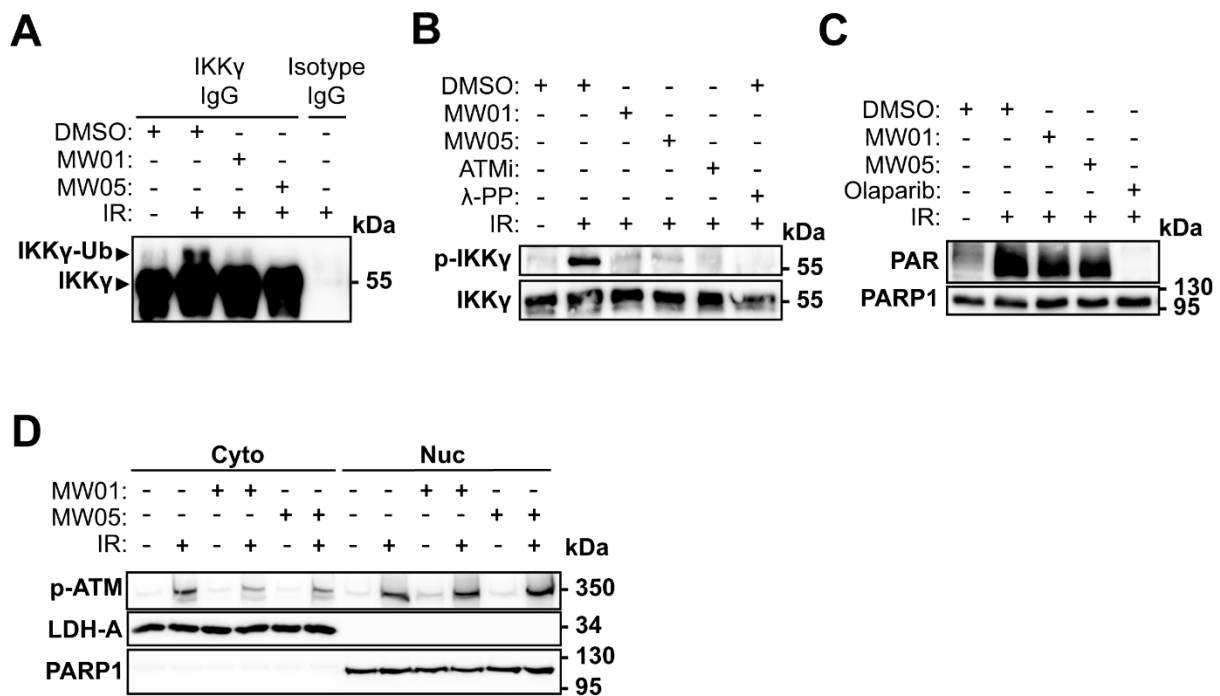 A
IKKγ Isotype
IgG IgG
DMSO: + + - -
MW01: - - + - -
MW05: - - - + -
IR: - + + + +
kDa
IKKγ-Ub
IKKγ
55
B
DMSO: + + - - - +
MW01: - - + - - -
MW05: - - - + - -
ATMi: - - - - + -
λ-PP: - - - - - +
IR: - + + + + +
kDa
p-IKKγ
55
IKKγ
55
C
DMSO: + + - - -
MW01: - - + - -
MW05: - - - + -
Olaparib: - - - - +
IR: - + + + +
kDa
PAR
130
PARP1
95
D
Cyto Nuc
MW01: - - + + - - - - + + - -
MW05: - - - - + + - - - - + +
IR: - + - + - + - + - + - +
kDa
p-ATM 350
LDH-A 34
130
PARP1
95